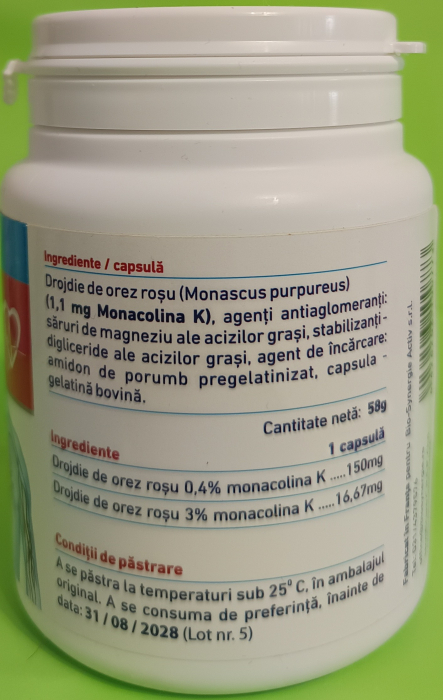 Ingrediente / capsulă
Drojdie de orez roșu (Monascus purpureus)
(1,1 mg Monacolina K), agenți antiaglomeranți:
săruri de magneziu ale acizilor grași, stabilizanți -
digliceride ale acizilor grași, agent de încărcare:
amidon de porumb pregelatinizat, capsula -
gelatină bovină.
Cantitate netă: 58g
Ingrediente 1 capsulă
Drojdie de orez roșu 0,4% monacolina K .....150mg
Drojdie de orez roșu 3% monacolina K .....16,67mg
Condiții de păstrare
A se păstra la temperaturi sub 25° C, în ambalajul
original. A se consuma de preferință, înainte de
data: 31 / 08 / 2028 (Lot nr. 5)
Fabricat în Franța pentru Bio-Synergie Activ s.r.l.